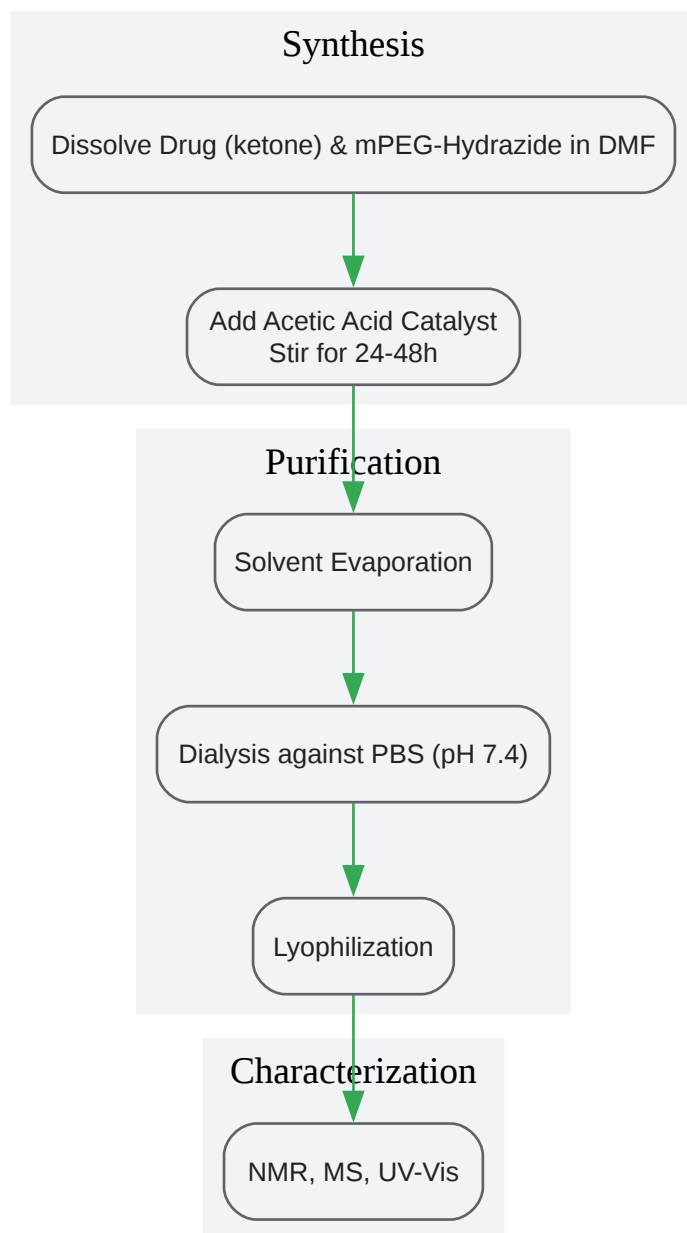 Synthesis
Dissolve Drug (ketone) & mPEG-Hydrazide in DMF
Add Acetic Acid Catalyst
Stir for 24-48h
Purification
Solvent Evaporation
Dialysis against PBS (pH 7.4)
Lyophilization
Characterization
NMR, MS, UV-Vis